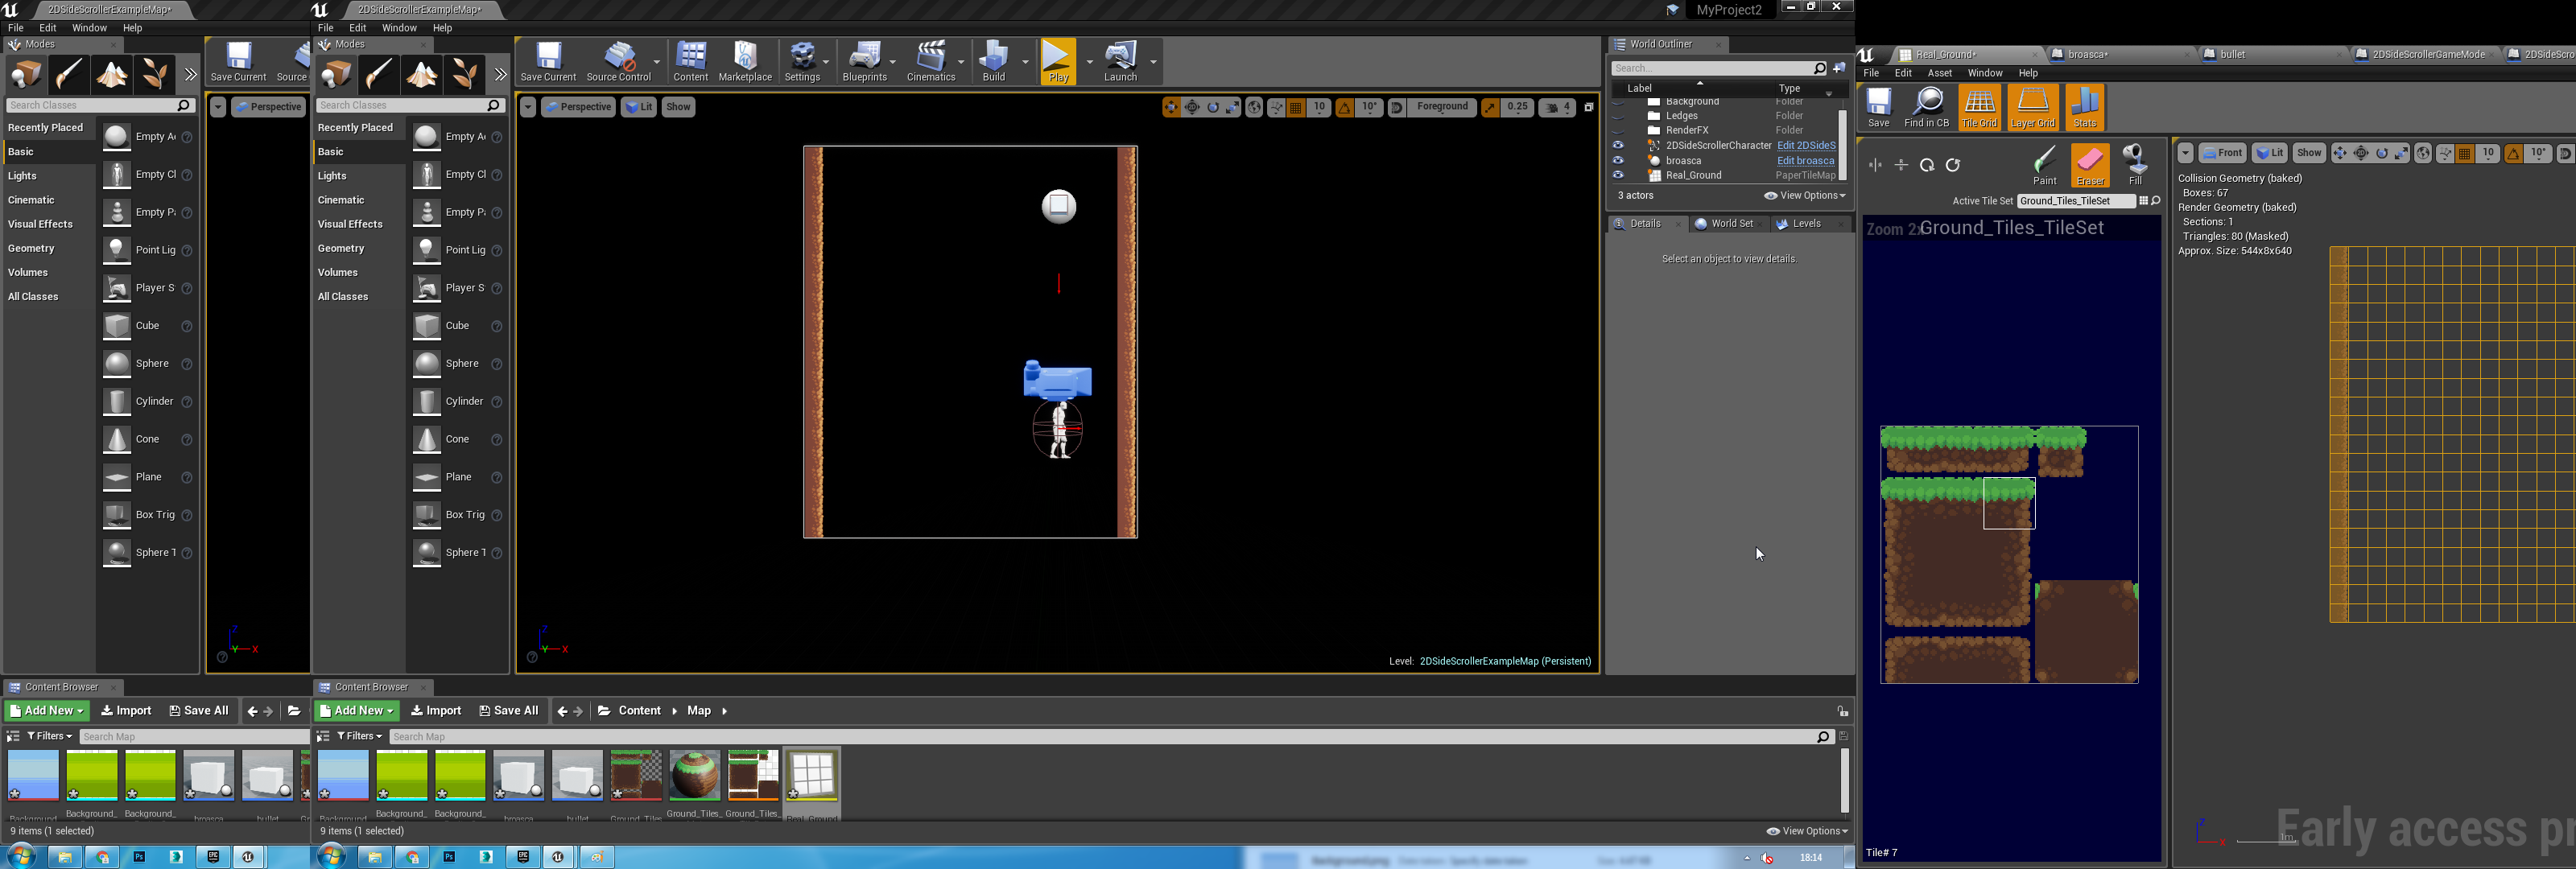 2DSideScrollerExampleMap*
File Edit Window Help
Modes
Save Current
Search Classes
Recently Placed
Basic
Lights
Cinematic
Visual Effects
Geometry
Volumes
All Classes
Empty
Empty
Empty
Point Lig
Player S
Cube
Sphere
Cylinder
Cone
Plane
Box Trig
Sphere
Perspective
Z
Y X
Content Browser
Add New Import Save All
Filters Search Map
Background_ Background_
bullet
9 items (1 selected)
2DSideScrollerExampleMap*
MyProject2
File Edit Window Help
Modes
Search Classes
Recently Placed
Basic
Lights
Cinematic
Visual Effects
Geometry
Volumes
All Classes
Empty
Empty
Empty
Point Lig
Player S
Cube
Sphere
Cylinder
Cone
Plane
Box Trig
Sphere
Save Current Source Control Content Marketplace Settings Blueprints Cinematics Build Play Launch
Perspective Lit Show 10 10° Foreground 0.25 4
Z
Y X
Level: 2DSideScrollerExampleMap (Persistent)
World Outliner
Search...
Label Type
Background Folder
Ledges Folder
RenderFX Folder
2DSideScrollerCharacter Edit 2DSideS
broasca Edit broasca
Real_Ground PaperTileMap
3 actors View Options
Details World Set Levels
Select an object to view details.
Content Browser
Add New Import Save All Content Map
Filters Search Map
Background_ Background_ broasca bullet Ground_Tiles Ground_Tiles_ Ground_Tiles_ Real_Ground
9 items (1 selected) View Options
18:14
Real_Ground* broasca* bullet 2DSideScrollerGameMode 2DSideScro
File Edit Asset Window Help
Save Find in CB Tile Grid Layer Grid Stats
Paint Eraser Fill
Active Tile Set Ground_Tiles_TileSet
Zoom 2x Ground_Tiles_TileSet
Tile# 7
Front Lit Show 10 10°
Collision Geometry (baked)
Boxes: 67
Render Geometry (baked)
Sections: 1
Triangles: 80 (Masked)
Approx. Size: 544x8x640
Z
X 1m
Early access pr